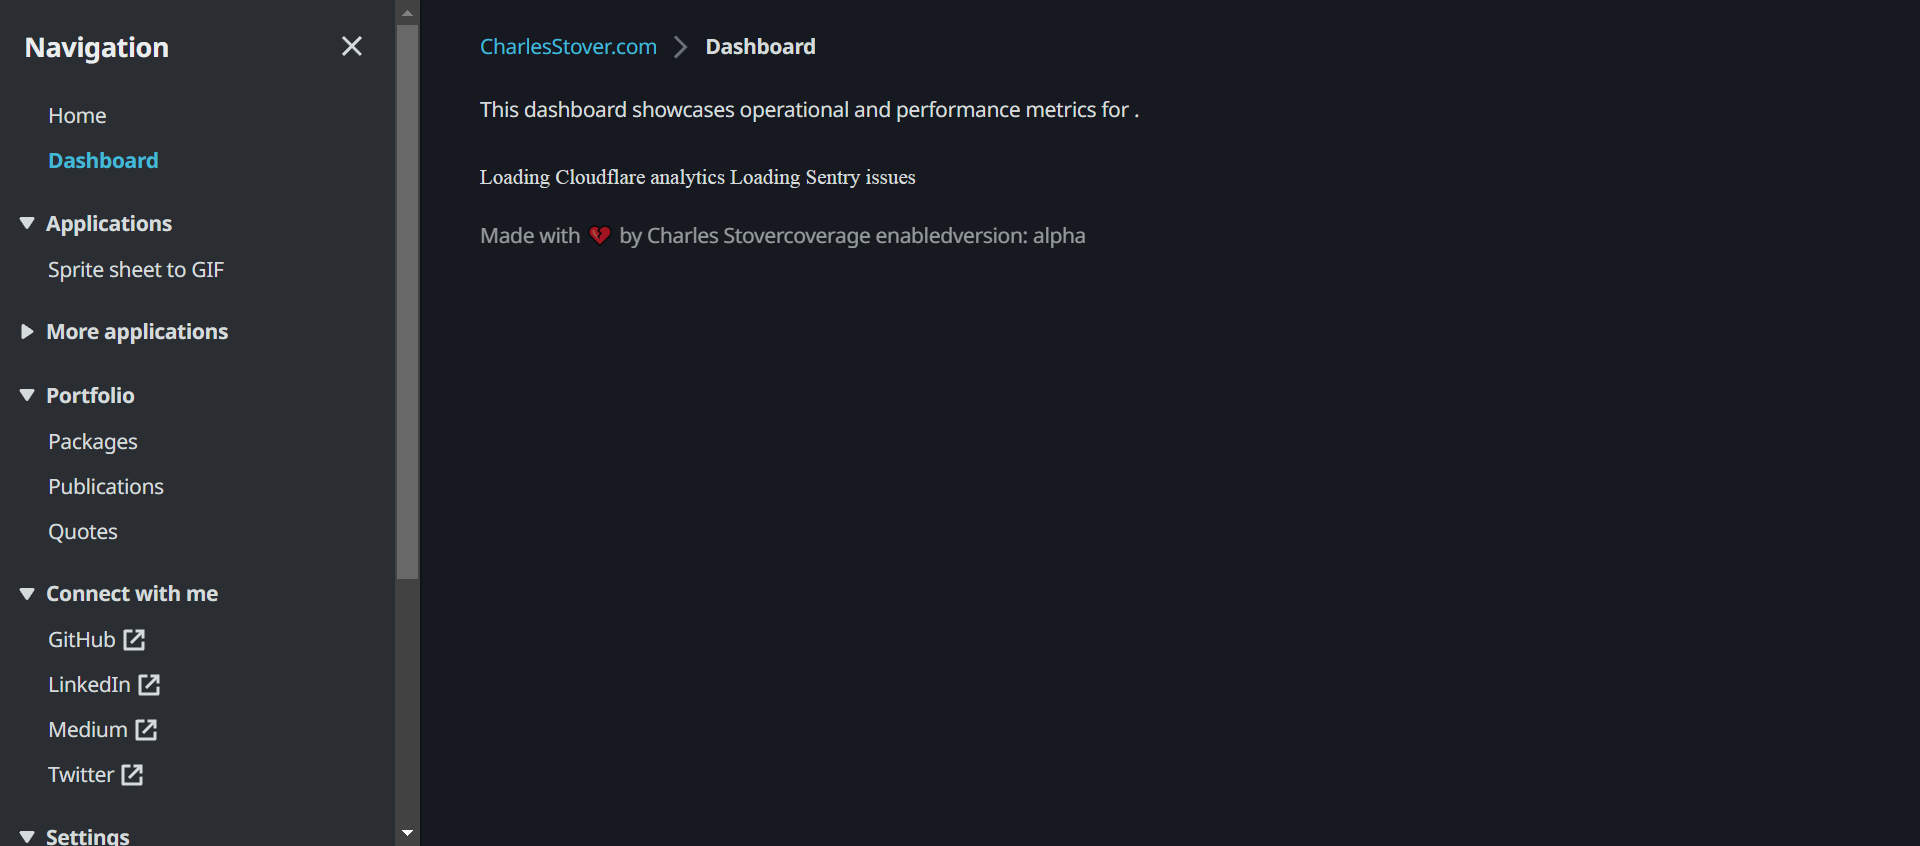 Navigation
Home
Dashboard
Applications
Sprite sheet to GIF
More applications
Portfolio
Packages
Publications
Quotes
Connect with me
GitHub
LinkedIn
Medium
Twitter
Settings
CharlesStover.com Dashboard
This dashboard showcases operational and performance metrics for .
Loading Cloudflare analytics Loading Sentry issues
Made with 💔 by Charles Stovercoverage enabledversion: alpha